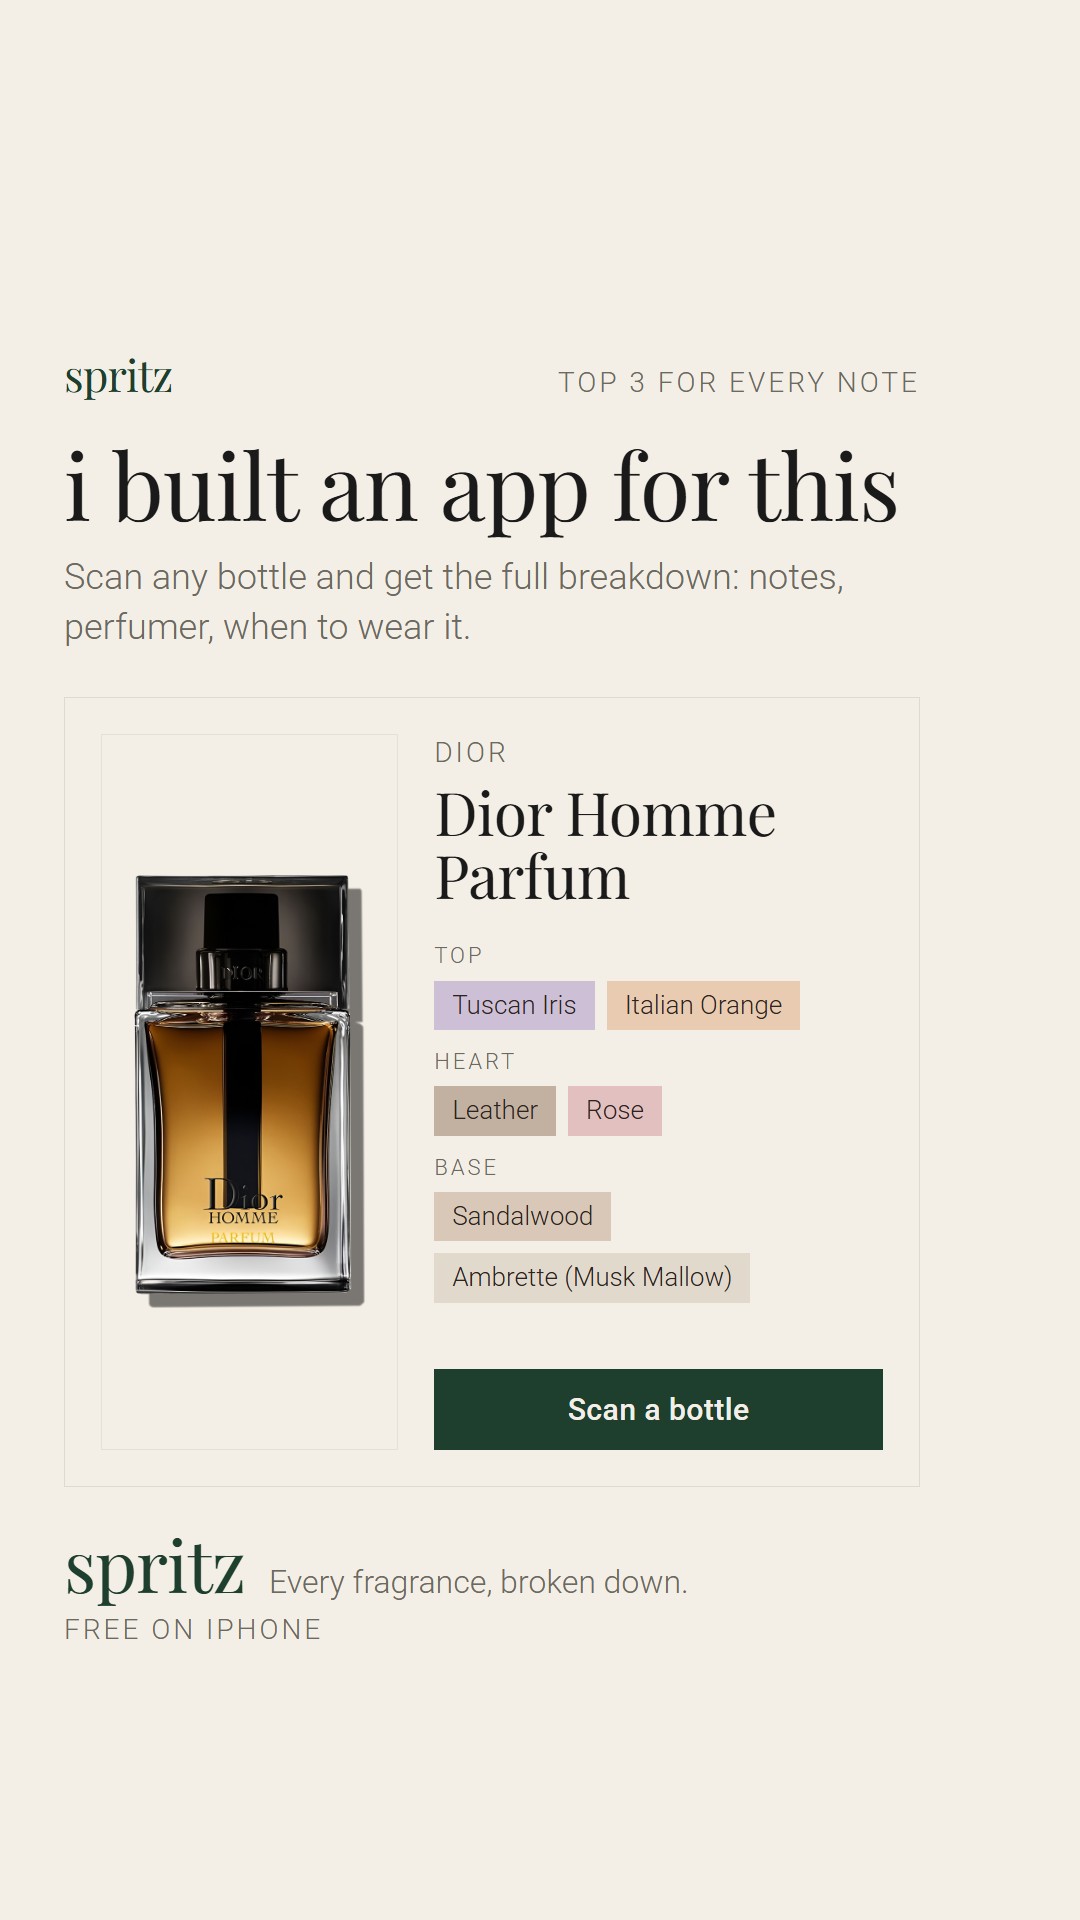 spritz
TOP 3 FOR EVERY NOTE
i built an app for this
Scan any bottle and get the full breakdown: notes,
perfumer, when to wear it.
DIOR
Dior Homme
Parfum
TOP
Tuscan Iris
Italian Orange
HEART
Leather
Rose
BASE
Sandalwood
Ambrette (Musk Mallow)
DIOR
Dior
HOMME
PARFUM
Scan a bottle
spritz Every fragrance, broken down.
FREE ON IPHONE